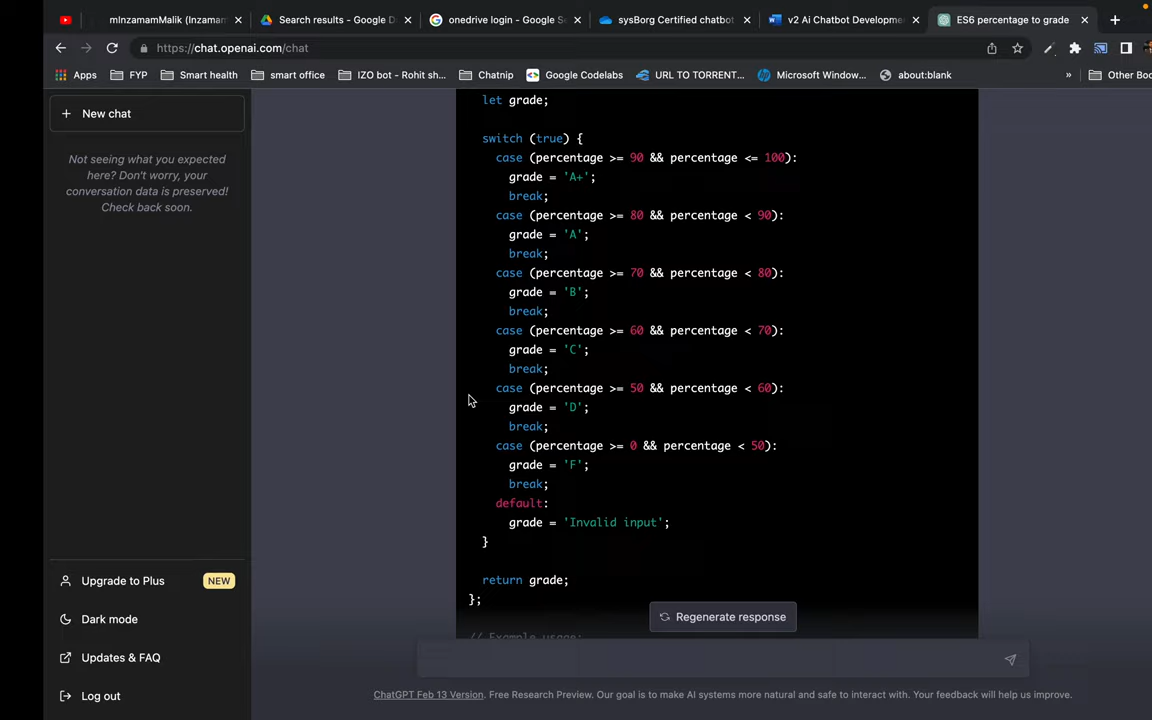 mInzamamMalik (Inzamam
Search results - Google D
onedrive login - Google Se
sysBorg Certified chatbot
v2 Ai Chatbot Developme
ES6 percentage to grade
https://chat.openai.com/chat
Apps
FYP
Smart health
smart office
IZO bot - Rohit sh...
Chatnip
Google Codelabs
URL TO TORRENT...
Microsoft Window...
about:blank
»
Other Boo
+ New chat
Not seeing what you expected
here? Don't worry, your
conversation data is preserved!
Check back soon.
let grade;
switch (true) {
case (percentage >= 90 && percentage <= 100):
grade = 'A+';
break;
case (percentage >= 80 && percentage < 90):
grade = 'A';
break;
case (percentage >= 70 && percentage < 80):
grade = 'B';
break;
case (percentage >= 60 && percentage < 70):
grade = 'C';
break;
case (percentage >= 50 && percentage < 60):
grade = 'D';
break;
case (percentage >= 0 && percentage < 50):
grade = 'F';
break;
default:
grade = 'Invalid input';
}
return grade;
};
// Example usage:
Regenerate response
Upgrade to Plus
NEW
Dark mode
Updates & FAQ
Log out
ChatGPT Feb 13 Version. Free Research Preview. Our goal is to make AI systems more natural and safe to interact with. Your feedback will help us improve.